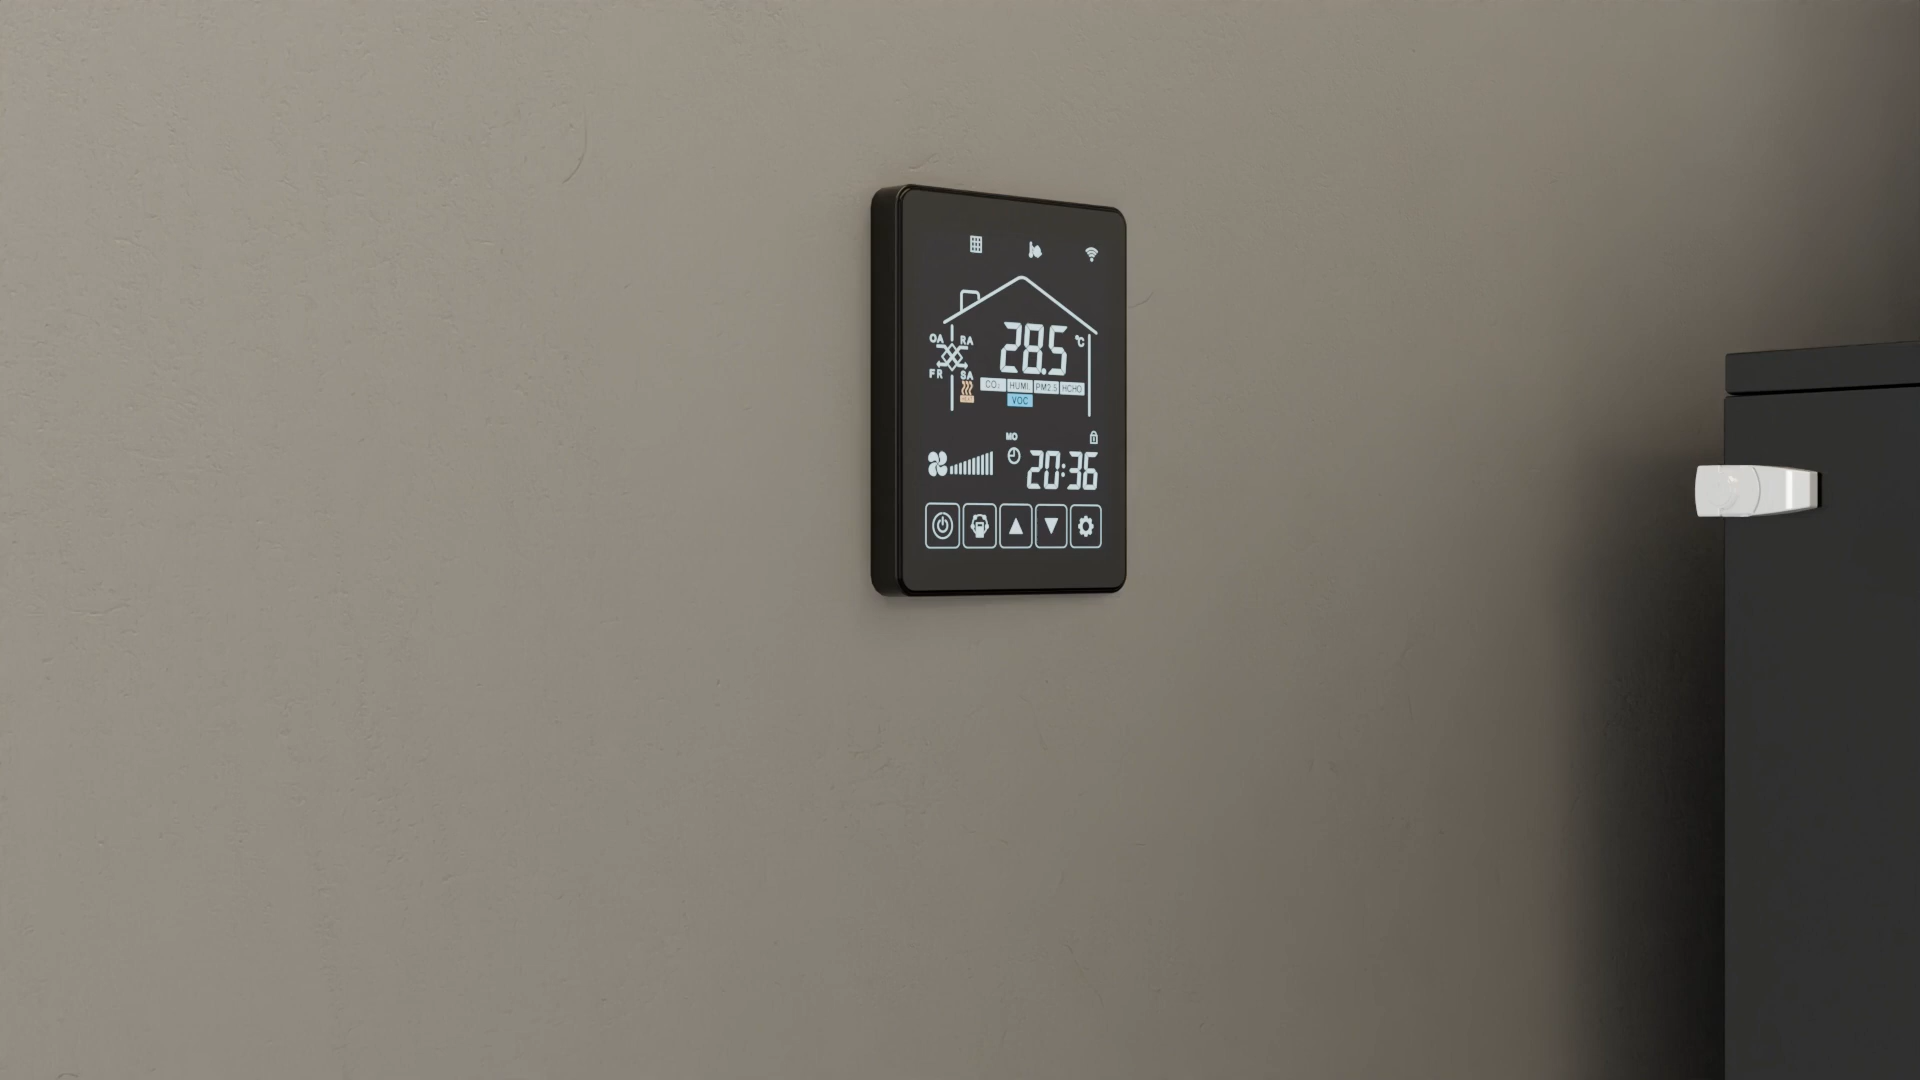 28.5 °C
OA RA
FR SA
CO₂ HUMI. PM2.5 HCHO
VOC
MO
20:36